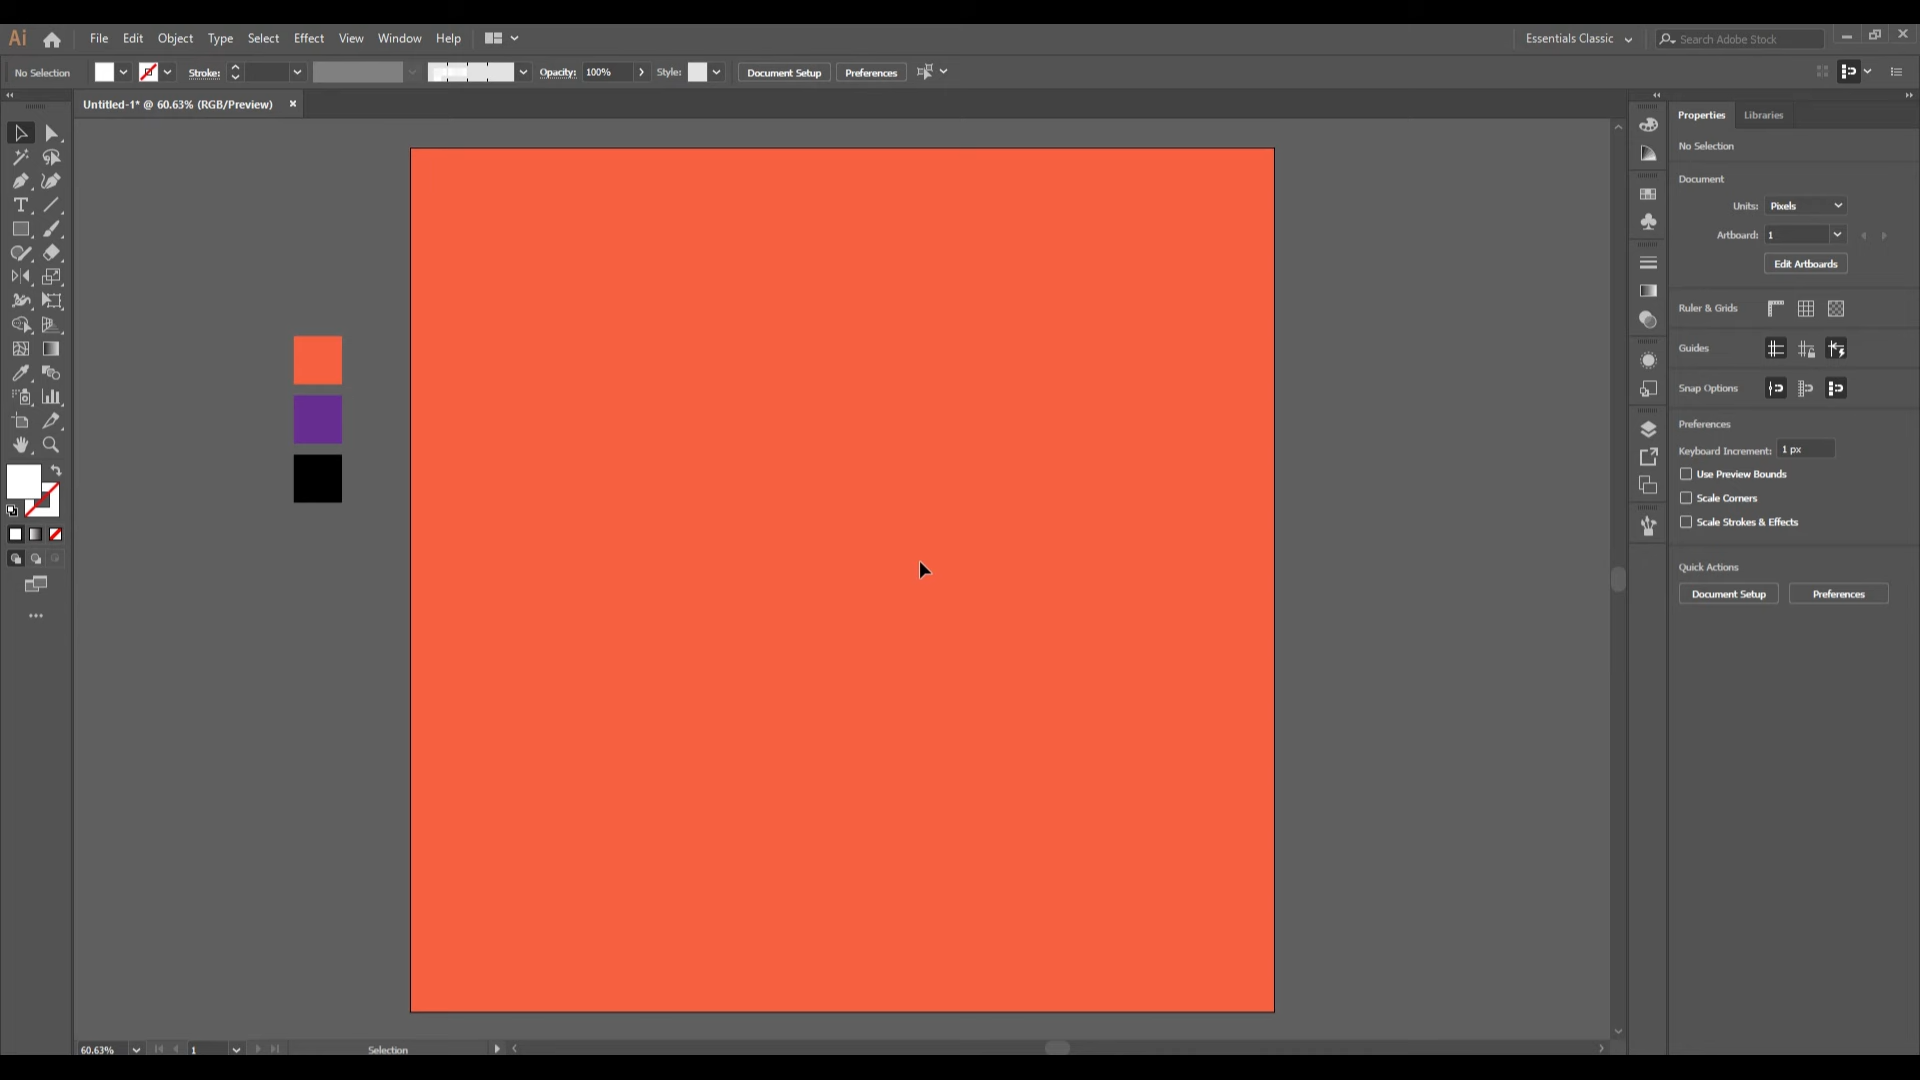 Ai File Edit Object Type Select Effect View Window Help Essentials Classic Search Adobe Stock
No Selection Stroke: Opacity: 100% Style: Document Setup Preferences
Untitled-1* @ 60.63% (RGB/Preview) ×
Properties Libraries
No Selection
Document
Units: Pixels
Artboard: 1
Edit Artboards
Ruler & Grids
Guides
Snap Options
Preferences
Keyboard Increment: 1 px
Use Preview Bounds
Scale Corners
Scale Strokes & Effects
Quick Actions
Document Setup Preferences
60.63% 1 Selection